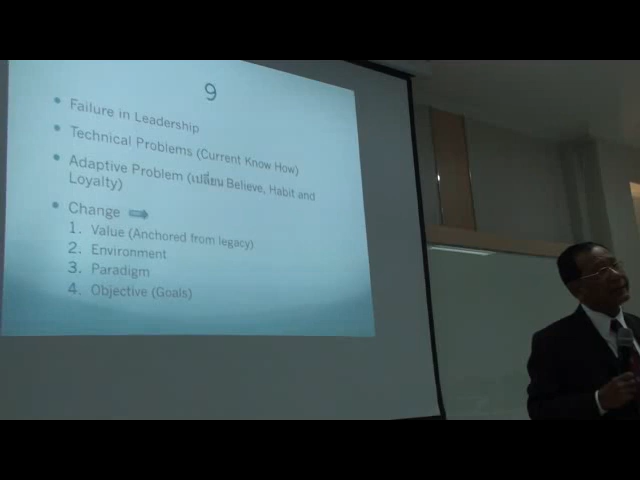 9
• Failure in Leadership
• Technical Problems (Current Know How)
• Adaptive Problem (เปลี่ยน Believe, Habit and
Loyalty)
• Change
1. Value (Anchored from legacy)
2. Environment
3. Paradigm
4. Objective (Goals)